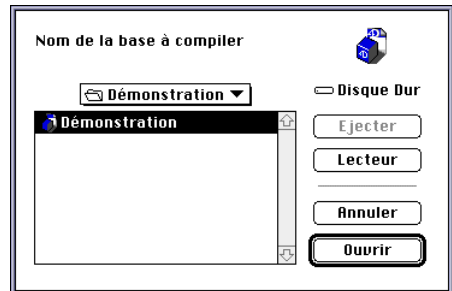 Nom de la base à compiler
Démonstration
Disque Dur
Démonstration
Ejecter
Lecteur
Annuler
Ouvrir